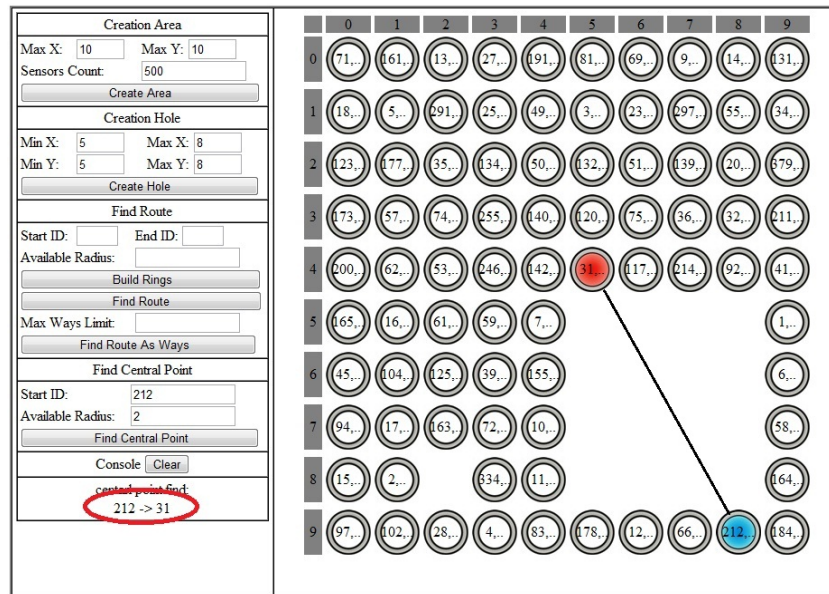 Creation Area
Max X: 10 Max Y: 10
Sensors Count: 500
Create Area
Creation Hole
Min X: 5 Max X: 8
Min Y: 5 Max Y: 8
Create Hole
Find Route
Start ID: End ID:
Available Radius:
Build Rings
Find Route
Max Ways Limit:
Find Route As Ways
Find Central Point
Start ID: 212
Available Radius: 2
Find Central Point
Console Clear
central point find:
212 -> 31
0 1 2 3 4 5 6 7 8 9
0 71,.. 161,.. 13,.. 27,.. 191,.. 81,.. 69,.. 9,.. 14,.. 131,..
1 18,.. 5,.. 291,.. 25,.. 49,.. 3,.. 23,.. 297,.. 55,.. 34,..
2 123,.. 177,.. 35,.. 134,.. 50,.. 132,.. 51,.. 139,.. 20,.. 379,..
3 173,.. 57,.. 74,.. 255,.. 140,.. 120,.. 75,.. 36,.. 32,.. 211,..
4 200,.. 62,.. 53,.. 246,.. 142,.. 31,.. 117,.. 214,.. 92,.. 41,..
5 165,.. 16,.. 61,.. 59,.. 7,.. 1,..
6 45,.. 104,.. 125,.. 39,.. 155,.. 6,..
7 94,.. 17,.. 163,.. 72,.. 10,.. 58,..
8 15,.. 2,.. 334,.. 11,.. 164,..
9 97,.. 102,.. 28,.. 4,.. 83,.. 178,.. 12,.. 66,.. 212,.. 184,..